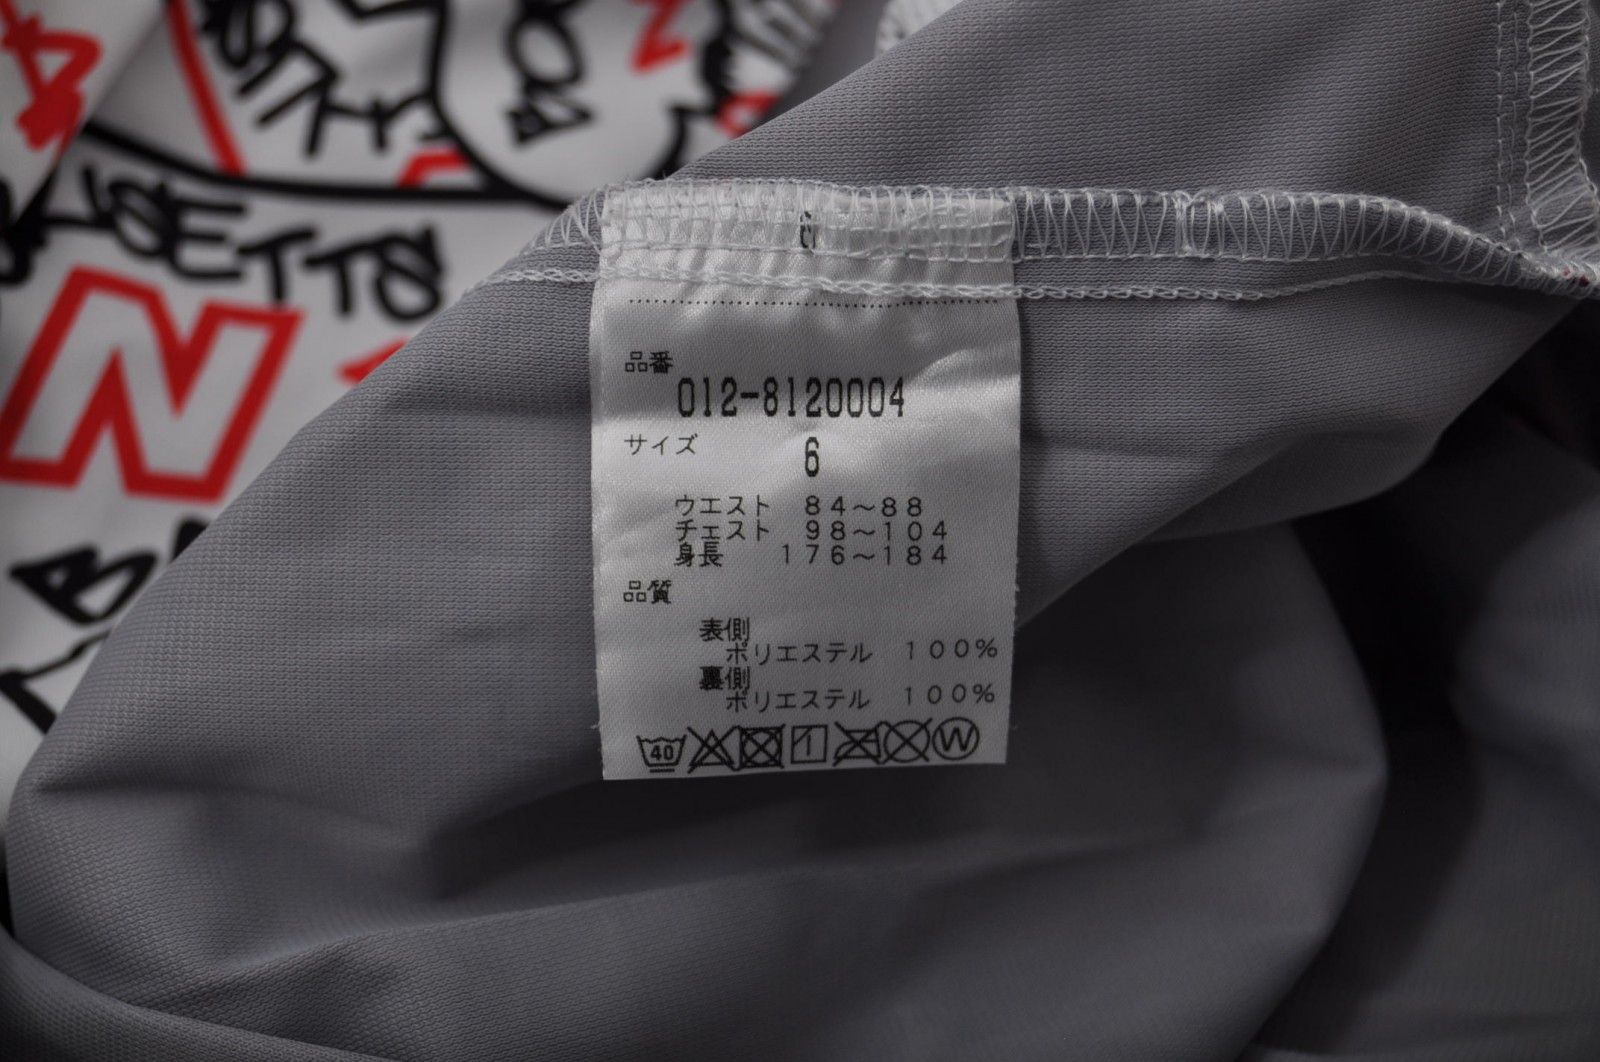 SETTS
N
品番
012-8120004
サイズ
6
ウエスト 84~88
チェスト 98~104
身長 176~184
品質
表側
ポリエステル 100%
裏側
ポリエステル 100%
40
W